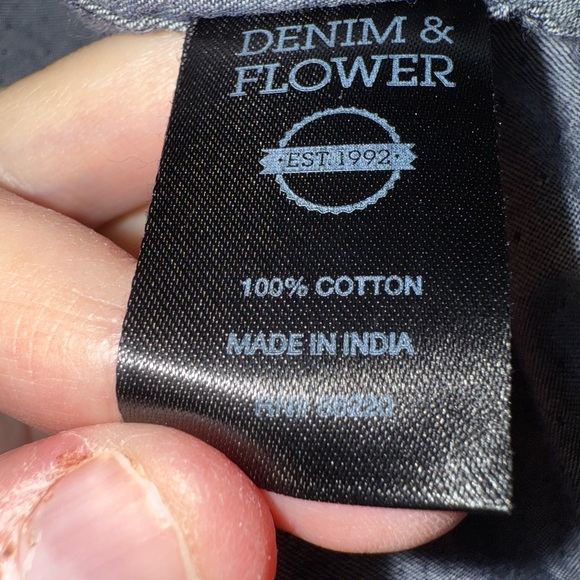 DENIM &
FLOWER
EST. 1992
100% COTTON
MADE IN INDIA